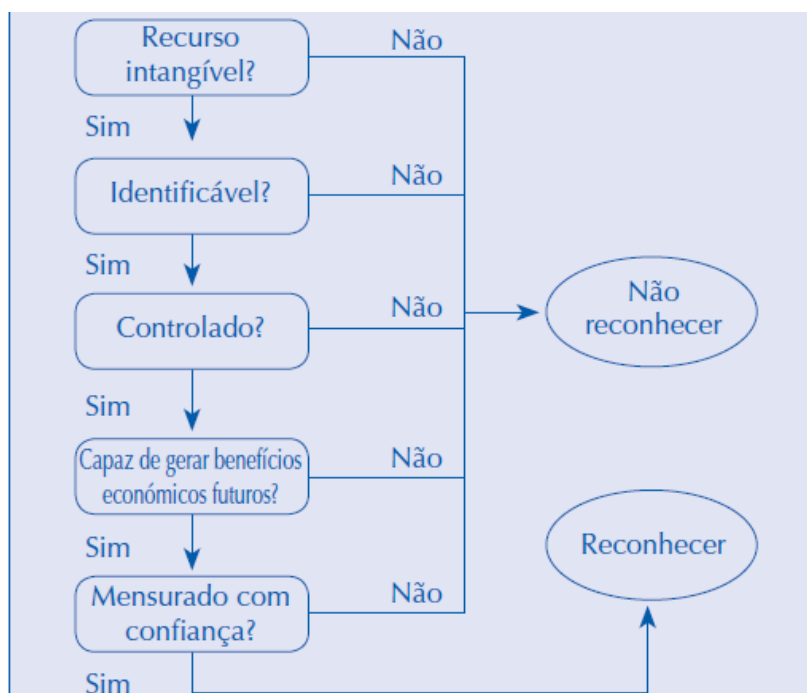 Recurso
intangível?
Não
Sim
Identificável?
Não
Sim
Controlado?
Não
Não
reconhecer
Sim
Capaz de gerar benefícios
económicos futuros?
Não
Sim
Reconhecer
Mensurado com
confiança?
Não
Sim